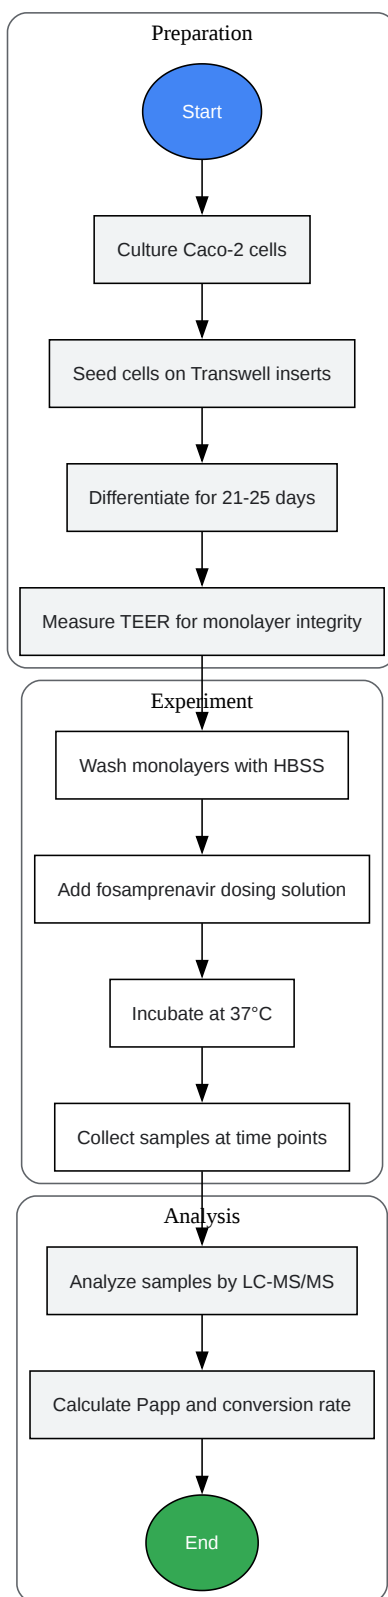 Preparation
Start
Culture Caco-2 cells
Seed cells on Transwell inserts
Differentiate for 21-25 days
Measure TEER for monolayer integrity
Experiment
Wash monolayers with HBSS
Add fosamprenavir dosing solution
Incubate at 37°C
Collect samples at time points
Analysis
Analyze samples by LC-MS/MS
Calculate Papp and conversion rate
End